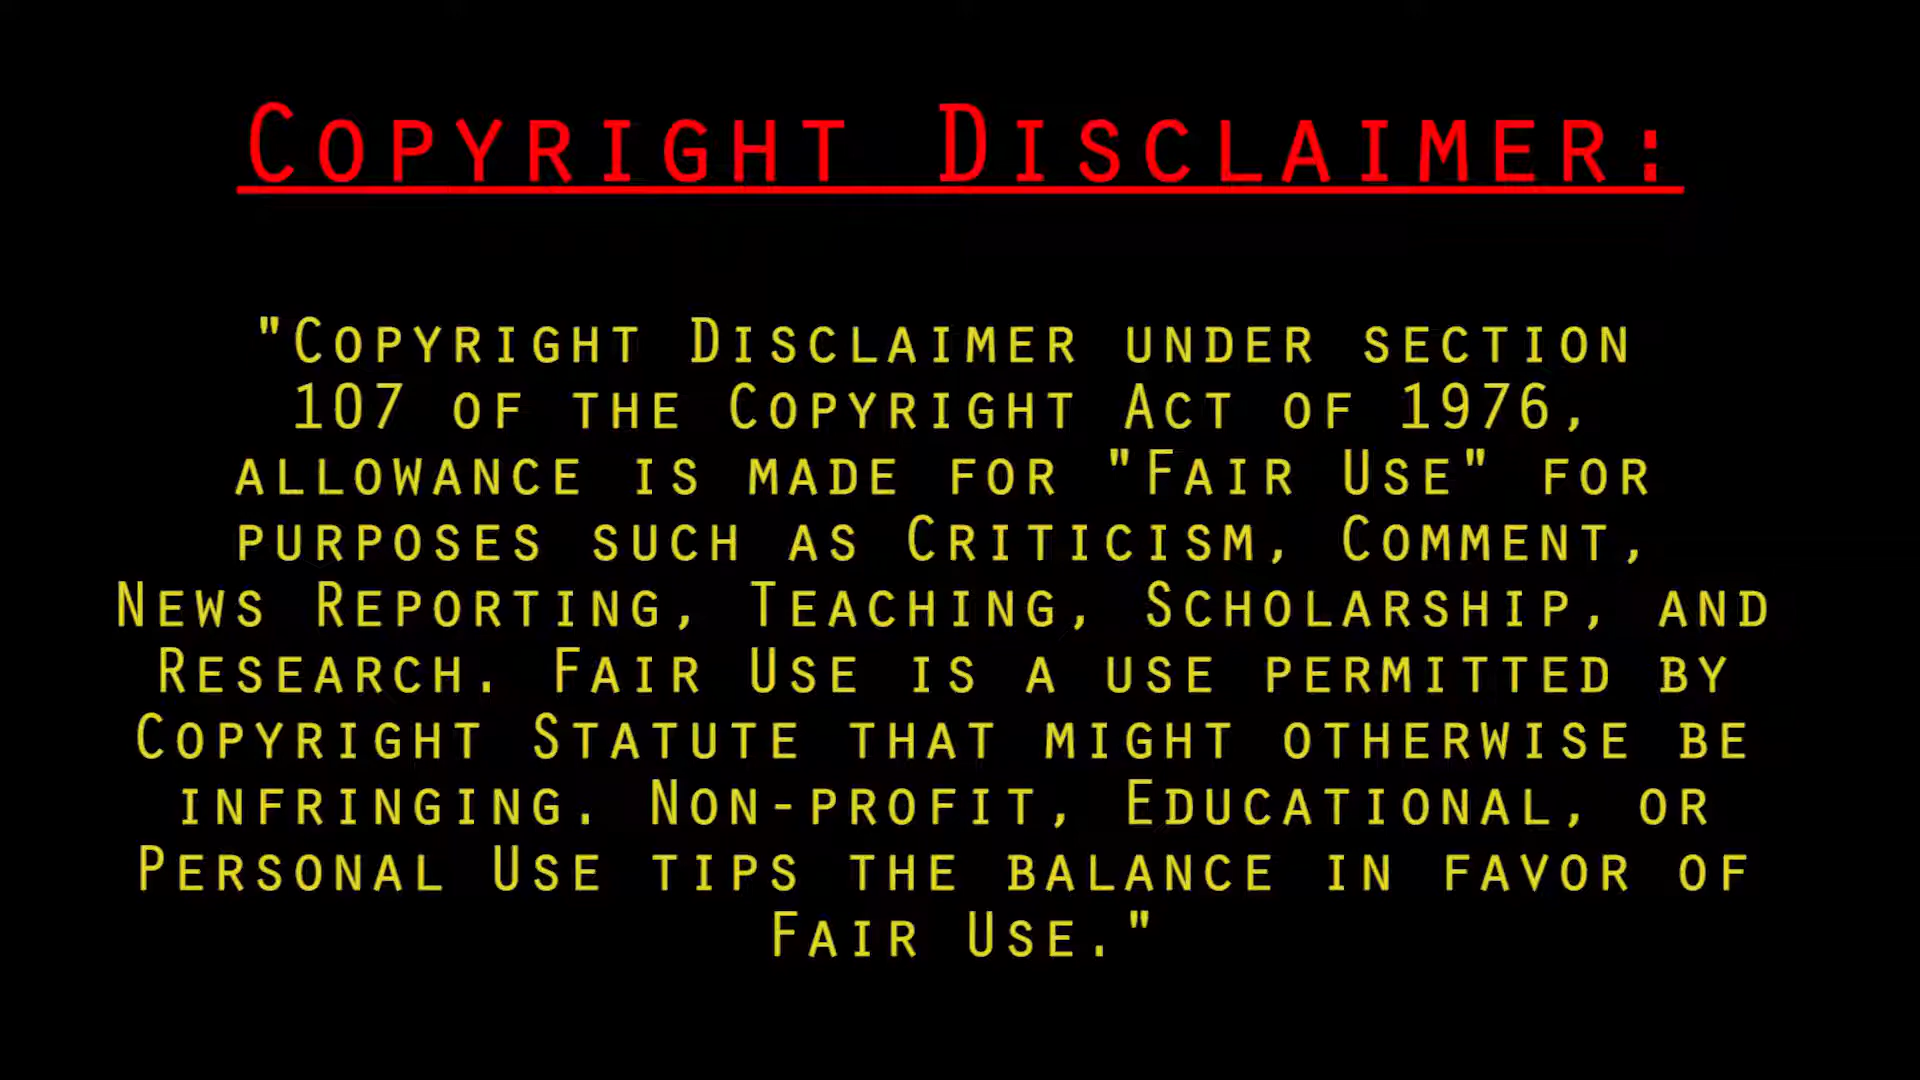 Copyright Disclaimer:
"Copyright Disclaimer under section
107 of the Copyright Act of 1976,
allowance is made for "Fair Use" for
purposes such as Criticism, Comment,
News Reporting, Teaching, Scholarship, and
Research. Fair Use is a use permitted by
Copyright Statute that might otherwise be
infringing. Non-profit, Educational, or
Personal Use tips the balance in favor of
Fair Use."